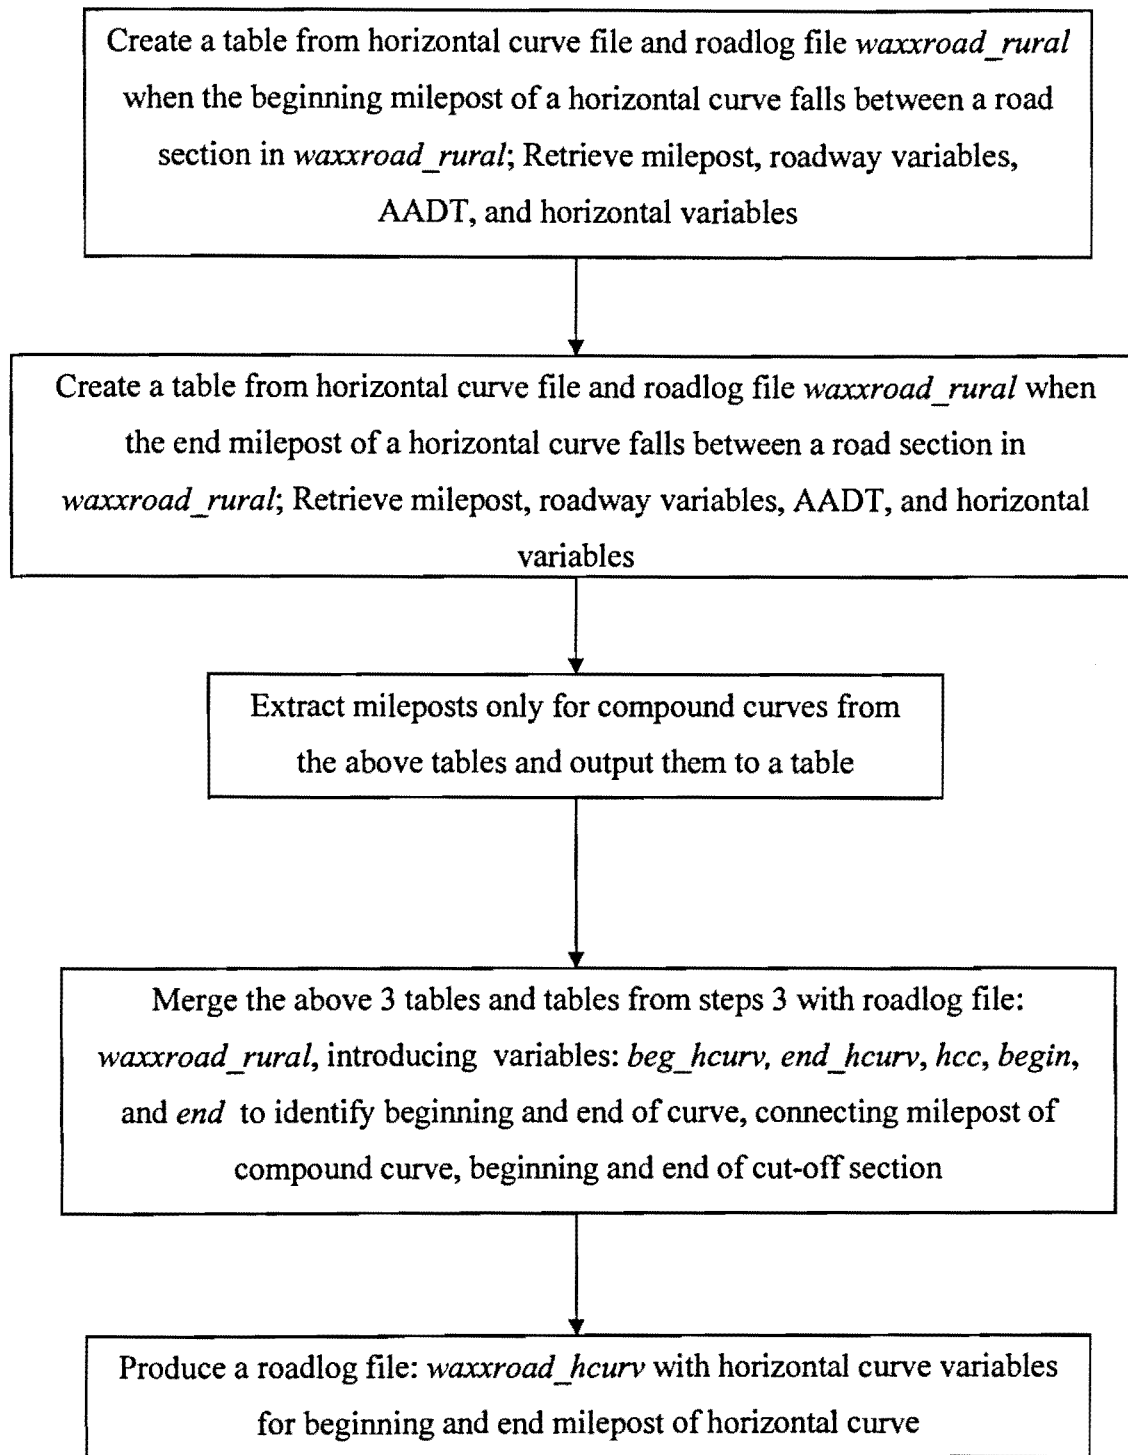 Create a table from horizontal curve file and roadlog file waxxroad_rural
when the beginning milepost of a horizontal curve falls between a road
section in waxxroad_rural; Retrieve milepost, roadway variables,
AADT, and horizontal variables
Create a table from horizontal curve file and roadlog file waxxroad_rural when
the end milepost of a horizontal curve falls between a road section in
waxxroad_rural; Retrieve milepost, roadway variables, AADT, and horizontal
variables
Extract mileposts only for compound curves from
the above tables and output them to a table
Merge the above 3 tables and tables from steps 3 with roadlog file:
waxxroad_rural, introducing variables: beg_hcurv, end_hcurv, hcc, begin,
and end to identify beginning and end of curve, connecting milepost of
compound curve, beginning and end of cut-off section
Produce a roadlog file: waxxroad_hcurv with horizontal curve variables
for beginning and end milepost of horizontal curve